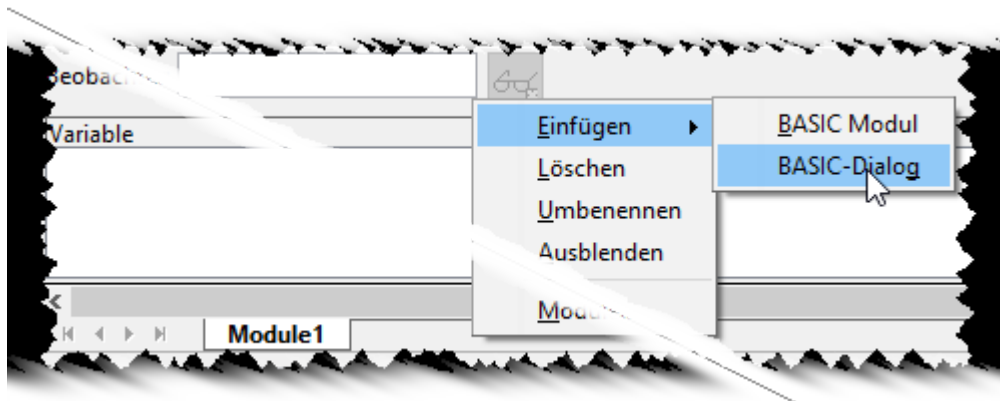 Variable
Einfügen
BASIC Modul
Löschen
BASIC-Dialog
Umbenennen
Ausblenden
Module1